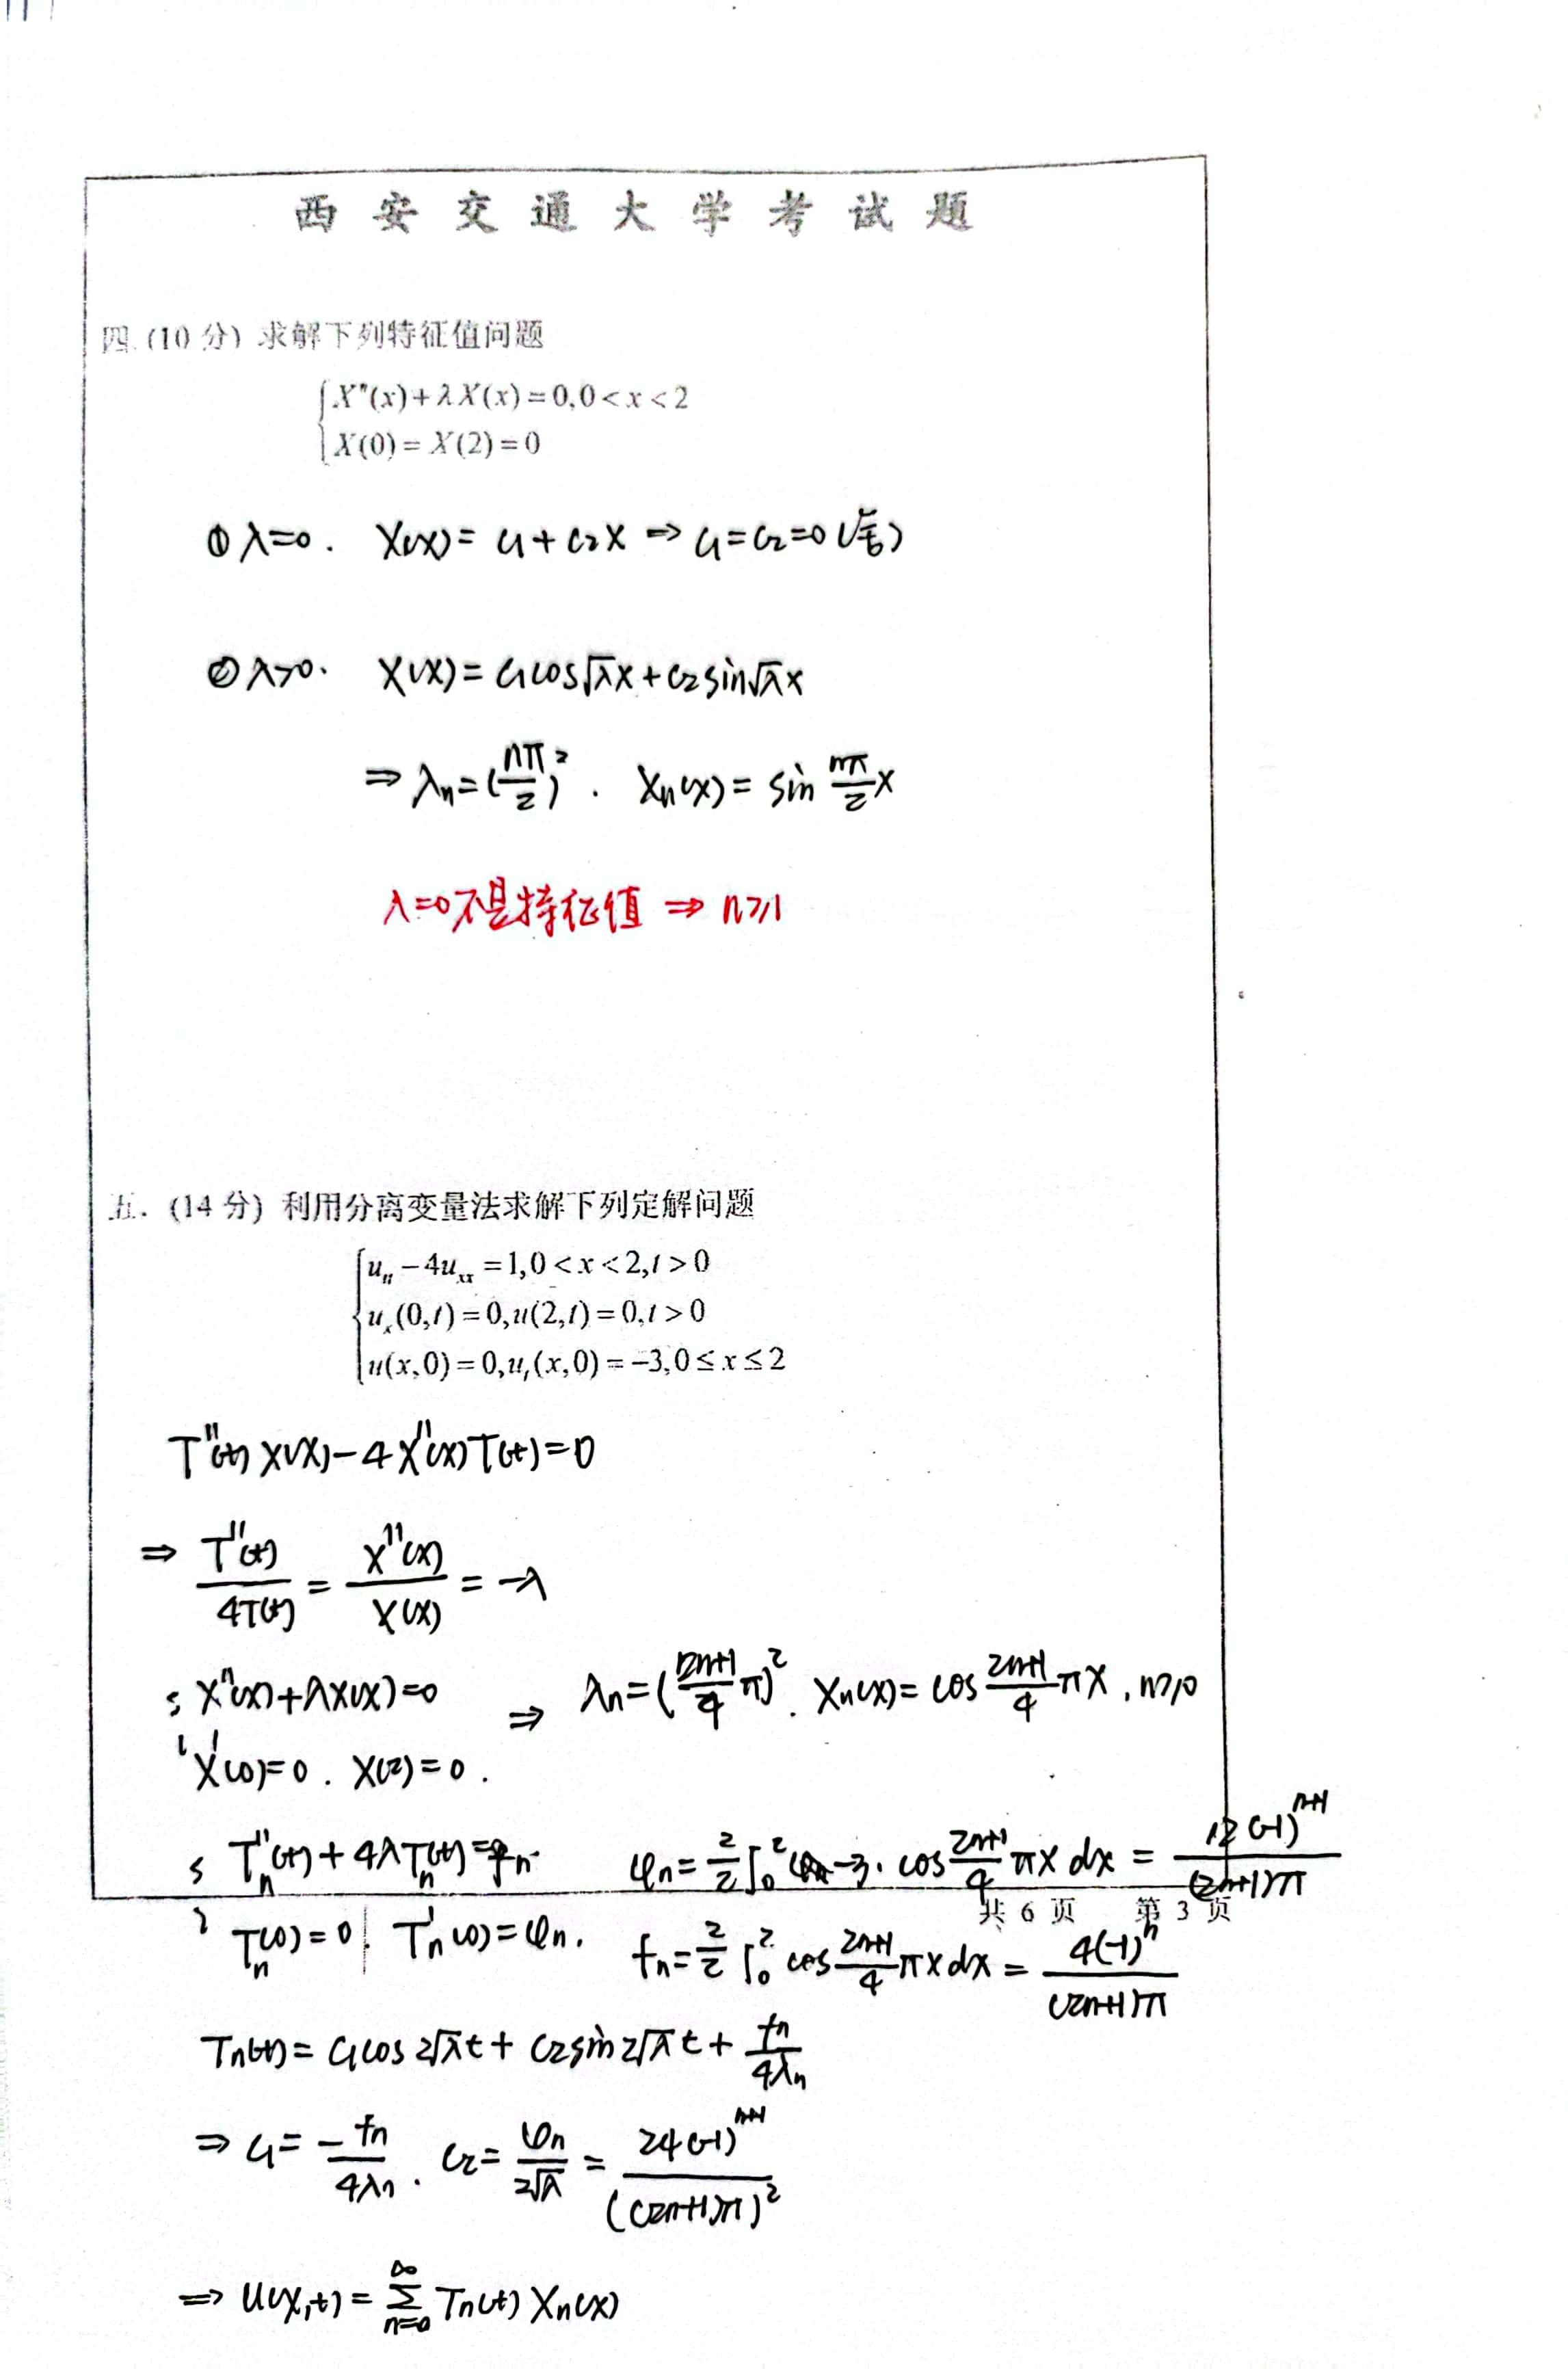 西安交通大学考试题
四.(10 分) 求解下列特征值问题
X"(x)+λX(x)=0,0<x<2
X(0)=X(2)=0
① λ=0. X(x)= C₁+C₂X ⇒ C₁=C₂=0 (舍)
② λ>0. X(x)= C₁cos√λx+C₂sin√λx
⇒ λₙ=(nπ/2)². Xₙ(x)= sin nπ/2 x
λ=0不是特征值 ⇒ n≥1
五. (14 分) 利用分离变量法求解下列定解问题
uₜₜ−4uₓₓ=1,0<x<2,t>0
uₓ(0,t)=0,u(2,t)=0,t>0
u(x,0)=0,uₜ(x,0)=−3,0≤x≤2
T"(t)X(x)−4X"(x)T(t)=0
⇒ T"(t)/4T(t) = X"(x)/X(x) = −λ
X"(x)+λX(x)=0 ⇒ λₙ=(2n+1/4 π)². Xₙ(x)= cos 2n+1/4 πx, n≥0
X'(0)=0. X(2)=0.
Tₙ"(t)+4λTₙ(t)=fₙ. φₙ= 2/2 ∫₀² −3· cos 2n+1/4 πx dx = 12(−1)ⁿ⁺¹/(2n+1)π
共 6 页 第 3 页
Tₙ(0)=0. Tₙ'(0)=φₙ. fₙ= 2/2 ∫₀² cos 2n+1/4 πx dx = 4(−1)ⁿ/(2n+1)π
Tₙ(t)= C₁cos2√λt+ C₂sin2√λt+ fₙ/4λₙ
⇒ C₁= −fₙ/4λₙ. C₂= φₙ/2√λ = 24(−1)ⁿ⁺¹/((2n+1)π)²
⇒ u(x,t)= ∑ₙ₌₀^∞ Tₙ(t) Xₙ(x)